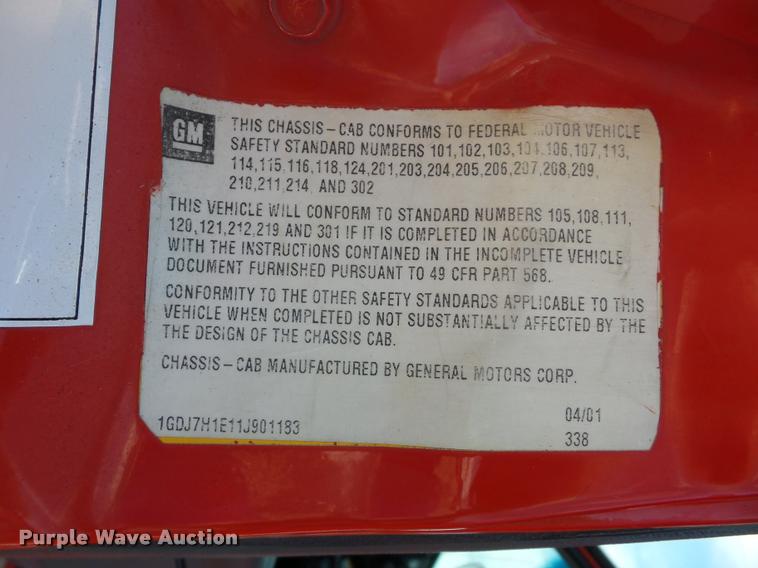 GM
THIS CHASSIS-CAB CONFORMS TO FEDERAL MOTOR VEHICLE
SAFETY STANDARD NUMBERS 101,102,103,104,106,107,113,
114,115,116,118,124,201,203,204,205,206,207,208,209,
210,211,214, AND 302
THIS VEHICLE WILL CONFORM TO STANDARD NUMBERS 105,108,111,
120,121,212,219 AND 301 IF IT IS COMPLETED IN ACCORDANCE
WITH THE INSTRUCTIONS CONTAINED IN THE INCOMPLETE VEHICLE
DOCUMENT FURNISHED PURSUANT TO 49 CFR PART 568.
CONFORMITY TO THE OTHER SAFETY STANDARDS APPLICABLE TO THIS
VEHICLE WHEN COMPLETED IS NOT SUBSTANTIALLY AFFECTED BY THE
THE DESIGN OF THE CHASSIS CAB.
CHASSIS-CAB MANUFACTURED BY GENERAL MOTORS CORP.
1GDJ7H1E11J901183 04/01
338
Purple Wave Auction